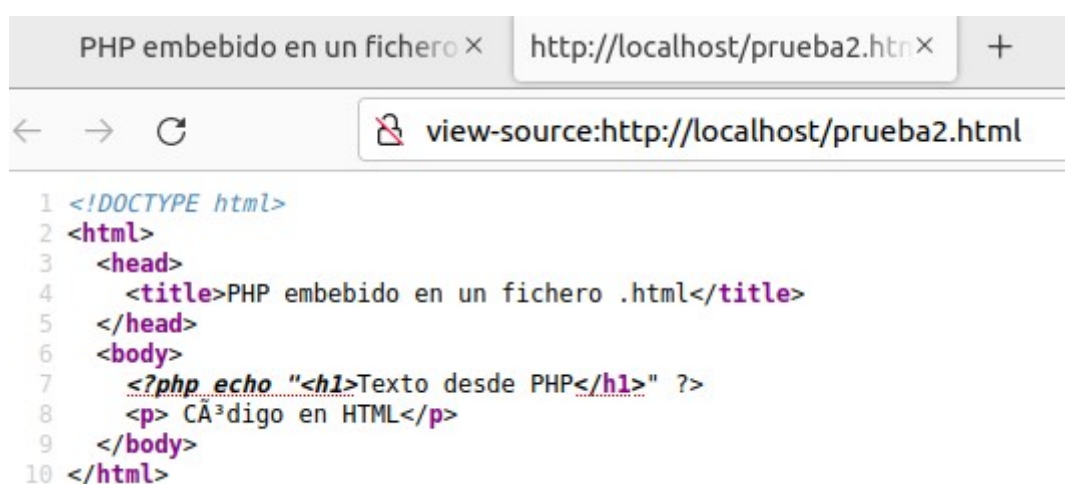 PHP embebido en un fichero × http://localhost/prueba2.htm × +
← → view-source:http://localhost/prueba2.html
1 <!DOCTYPE html>
2 <html>
3 <head>
4 <title>PHP embebido en un fichero .html</title>
5 </head>
6 <body>
7 <?php echo "<h1>Texto desde PHP</h1>" ?>
8 <p> CÃ³digo en HTML</p>
9 </body>
10 </html>